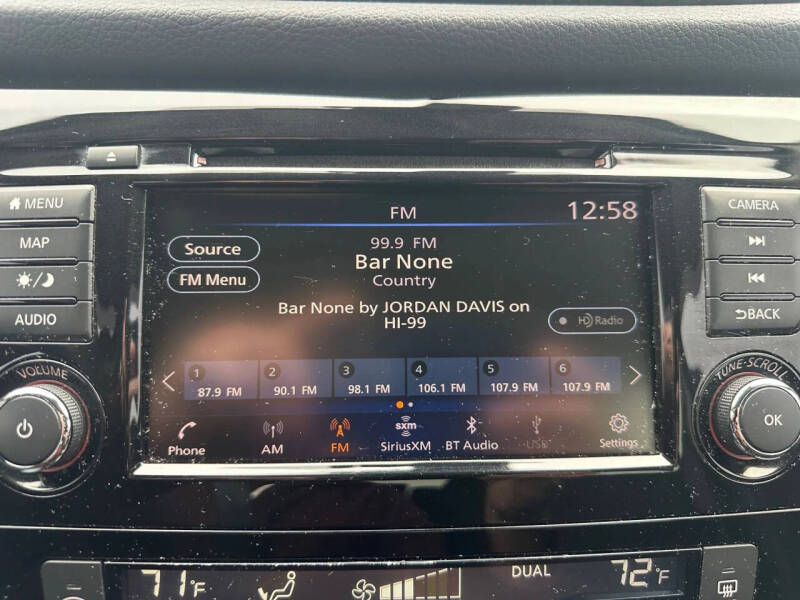 MENU
MAP
AUDIO
VOLUME
FM
12:58
Source
FM Menu
99.9 FM
Bar None
Country
Bar None by JORDAN DAVIS on
HI-99
HD Radio
1 2 3 4 5 6
87.9 FM 90.1 FM 98.1 FM 106.1 FM 107.9 FM 107.9 FM
Phone AM FM sxm SiriusXM BT Audio USB Settings
CAMERA
BACK
TUNE·SCROLL
OK
71°F
DUAL
72°F